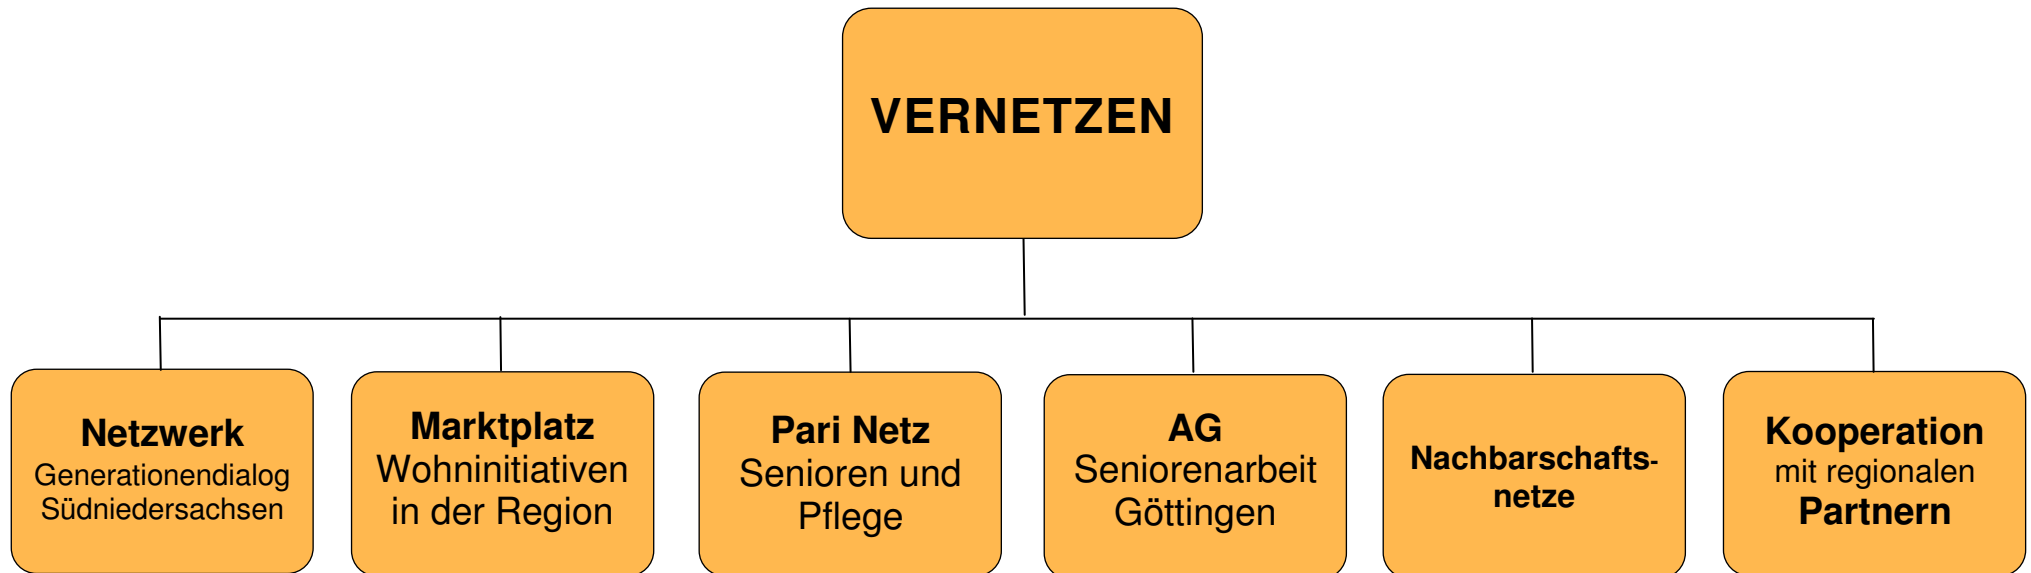 VERNETZEN
Netzwerk
Generationendialog
Südniedersachsen
Marktplatz
Wohninitiativen
in der Region
Pari Netz
Senioren und
Pflege
AG
Seniorenarbeit
Göttingen
Nachbarschafts-
netze
Kooperation
mit regionalen
Partnern